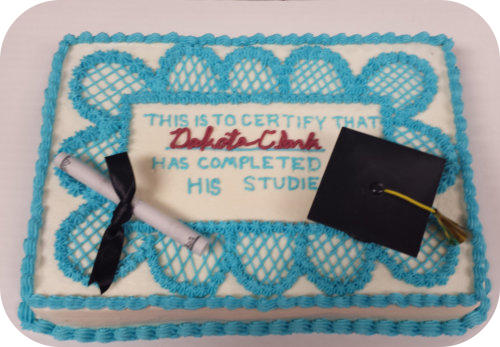 THIS IS TO CERTIFY THAT
Dakota Clark
HAS COMPLETED
HIS STUDIE